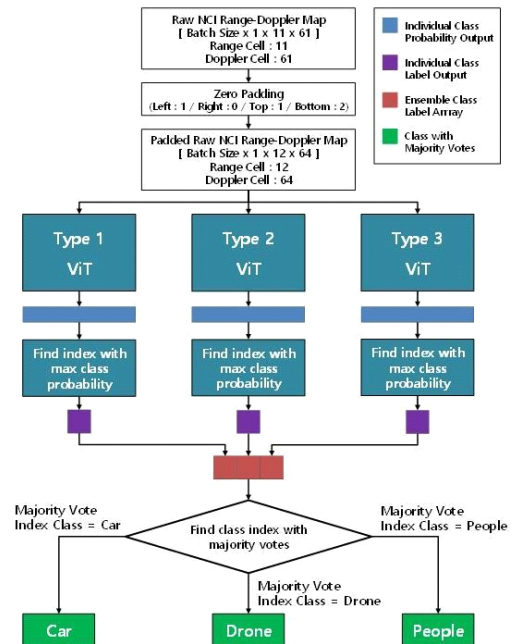 Raw NCI Range-Doppler Map
[ Batch Size x 1 x 11 x 61 ]
Range Cell : 11
Doppler Cell : 61
Zero Padding
(Left : 1 / Right : 0 / Top : 1 / Bottom : 2)
Padded Raw NCI Range-Doppler Map
[ Batch Size x 1 x 12 x 64 ]
Range Cell : 12
Doppler Cell : 64
Individual Class
Probability Output
Individual Class
Label Output
Ensemble Class
Label Arrray
Class with
Majority Votes
Type 1
ViT
Type 2
ViT
Type 3
ViT
Find index with
max class
probability
Find index with
max class
probability
Find index with
max class
probability
Majority Vote
Index Class = Car
Find class index with
majority votes
Majority Vote
Index Class = People
Majority Vote
Index Class = Drone
Car
Drone
People